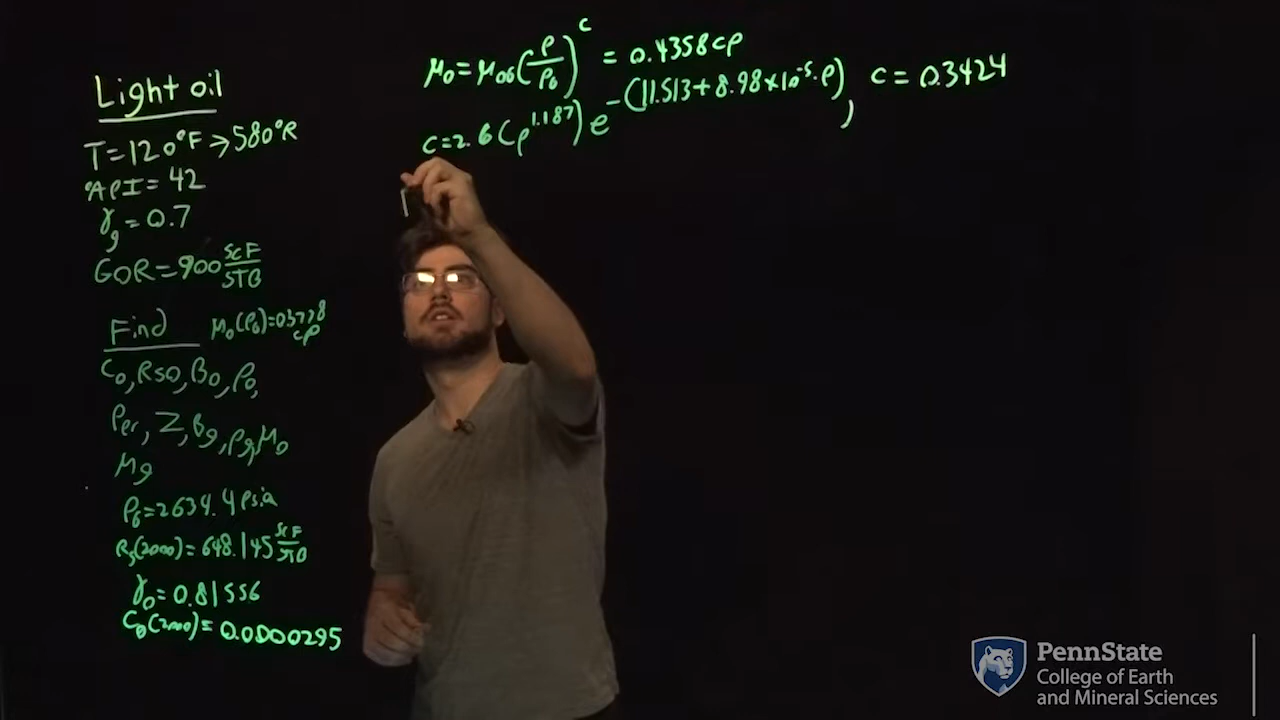 Light oil
T=120°F→580°R
°API=42
γg=0.7
GOR=900 SCF/STB
Find
μo(Pb)=0.3778 cp
Co, Rso, Bo, ρo,
Ppr, Z, Bg, ρg, μo
μg
Pb=2634.4 Psia
Rs(2000)=648.145 SCF/STB
γo=0.81556
Co(2000)=0.0000295
μo=μob(P/Pb)^c = 0.4358cp
c=2.6(p^1.187)e^-(11.513+8.98×10^-5·P), c=0.3424
PennState
College of Earth
and Mineral Sciences